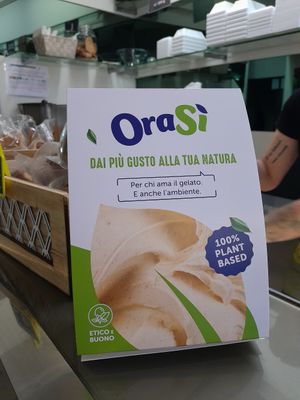 OraSì
DAI PIÙ GUSTO ALLA TUA NATURA
Per chi ama il gelato.
E anche l'ambiente.
100%
PLANT
BASED
ETICO E
BUONO